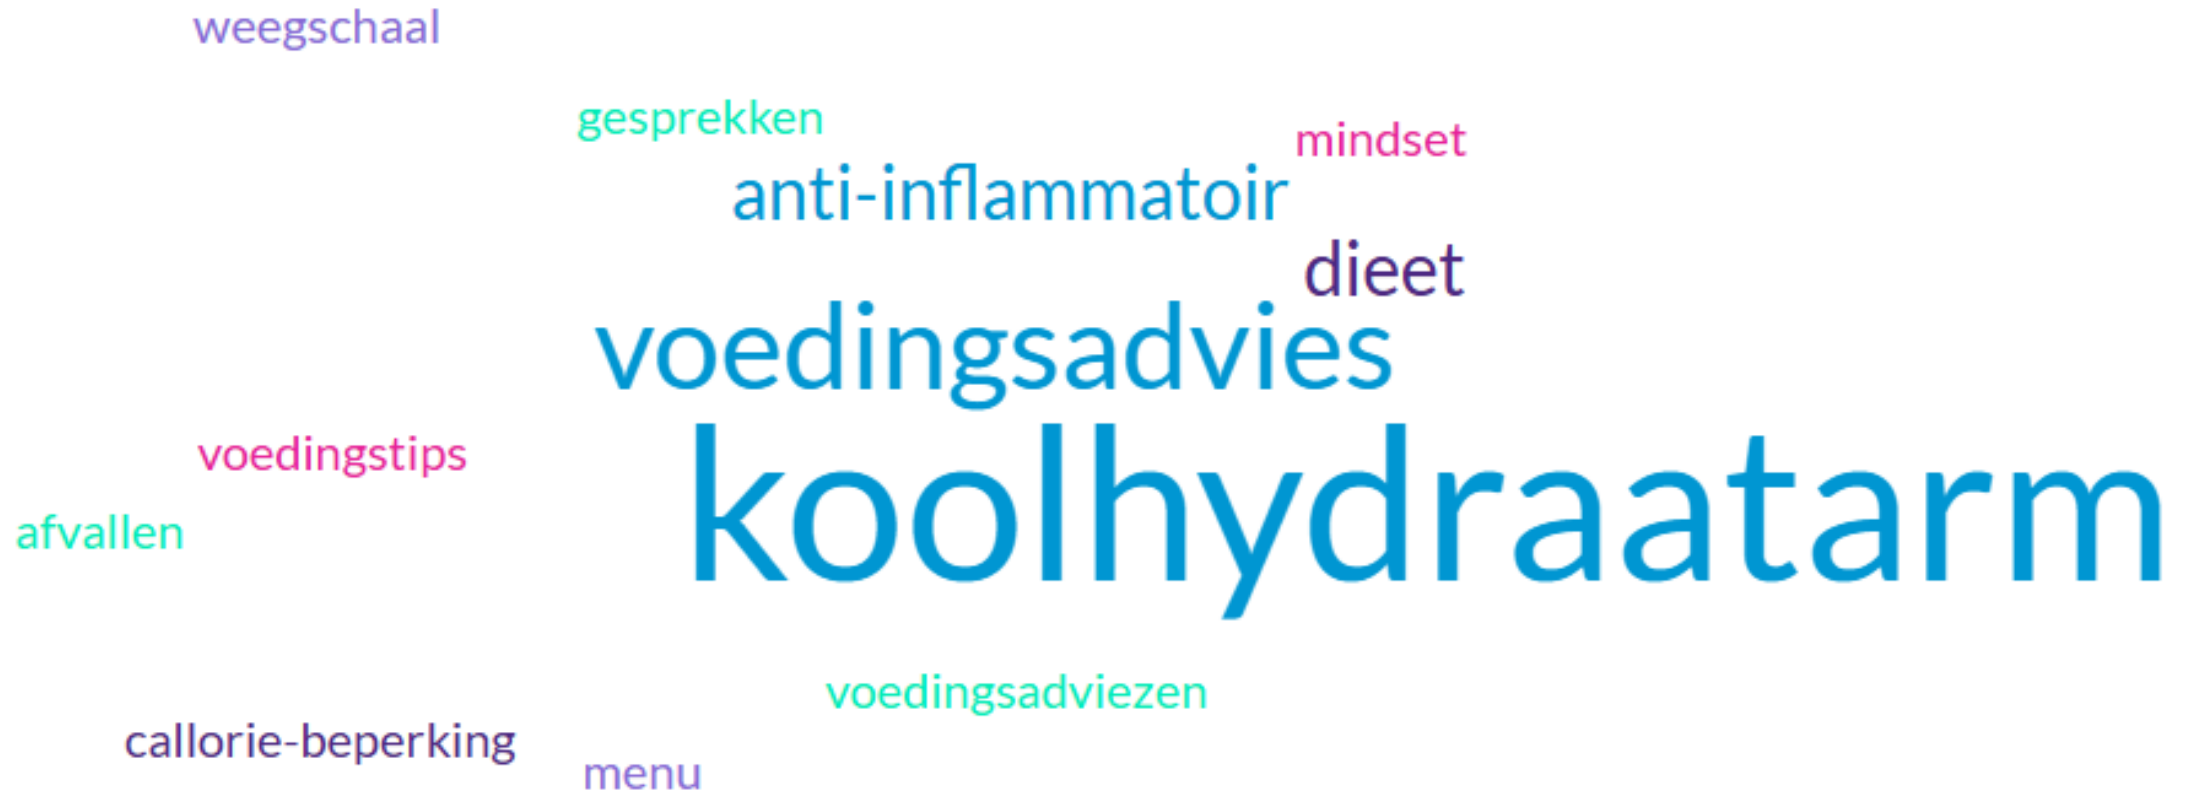 weegschaal
gesprekken
mindset
anti-inflammatoir
dieet
voedingsadvies
voedingstips
koolhydraatarm
afvallen
voedingsadviezen
callorie-beperking
menu